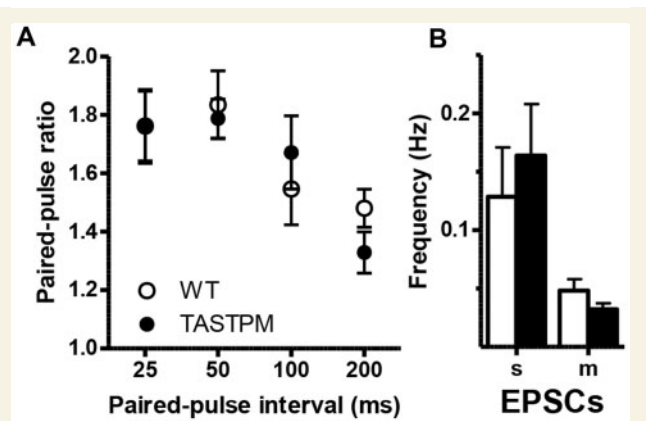 A
B
2.0
1.8
1.6
1.4
1.2
1.0
Paired-pulse ratio
WT
TASTPM
25 50 100 200
Paired-pulse interval (ms)
0.2
0.1
Frequency (Hz)
s m
EPSCs